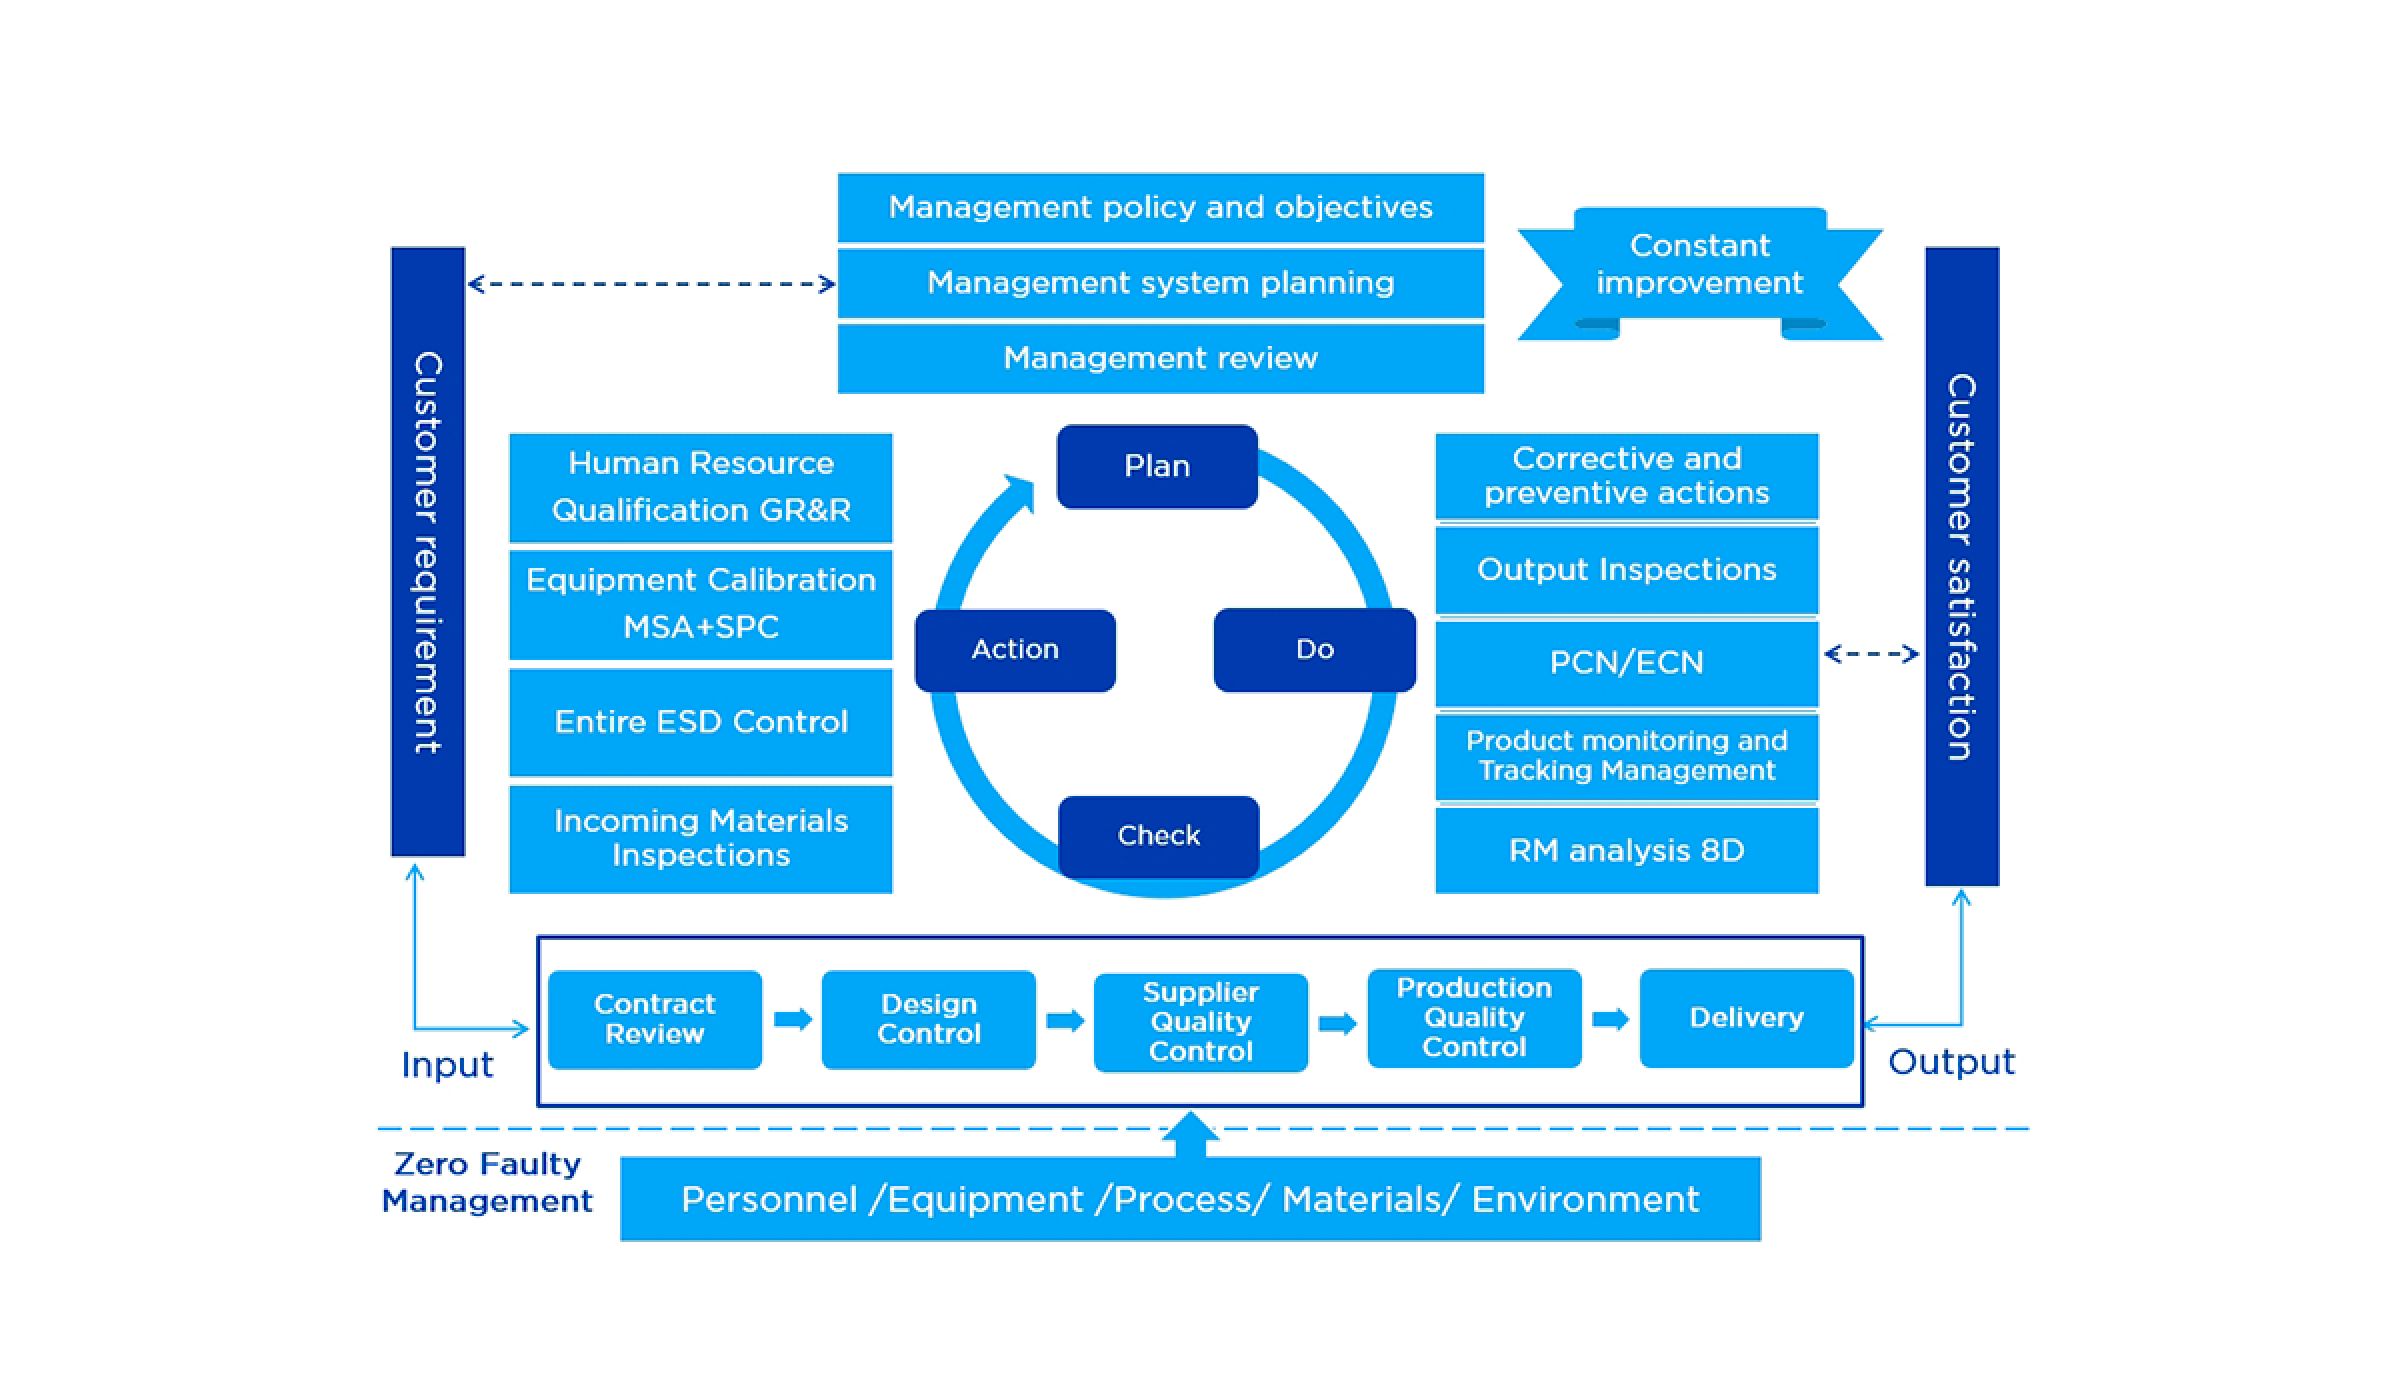 Management policy and objectives
Management system planning
Management review
Constant
improvement
Customer requirement
Customer satisfaction
Human Resource
Qualification GR&R
Equipment Calibration
MSA+SPC
Entire ESD Control
Incoming Materials
Inspections
Plan
Do
Check
Action
Corrective and
preventive actions
Output Inspections
PCN/ECN
Product monitoring and
Tracking Management
RM analysis 8D
Input
Contract
Review
Design
Control
Supplier
Quality
Control
Production
Quality
Control
Delivery
Output
Zero Faulty
Management
Personnel /Equipment /Process/ Materials/ Environment